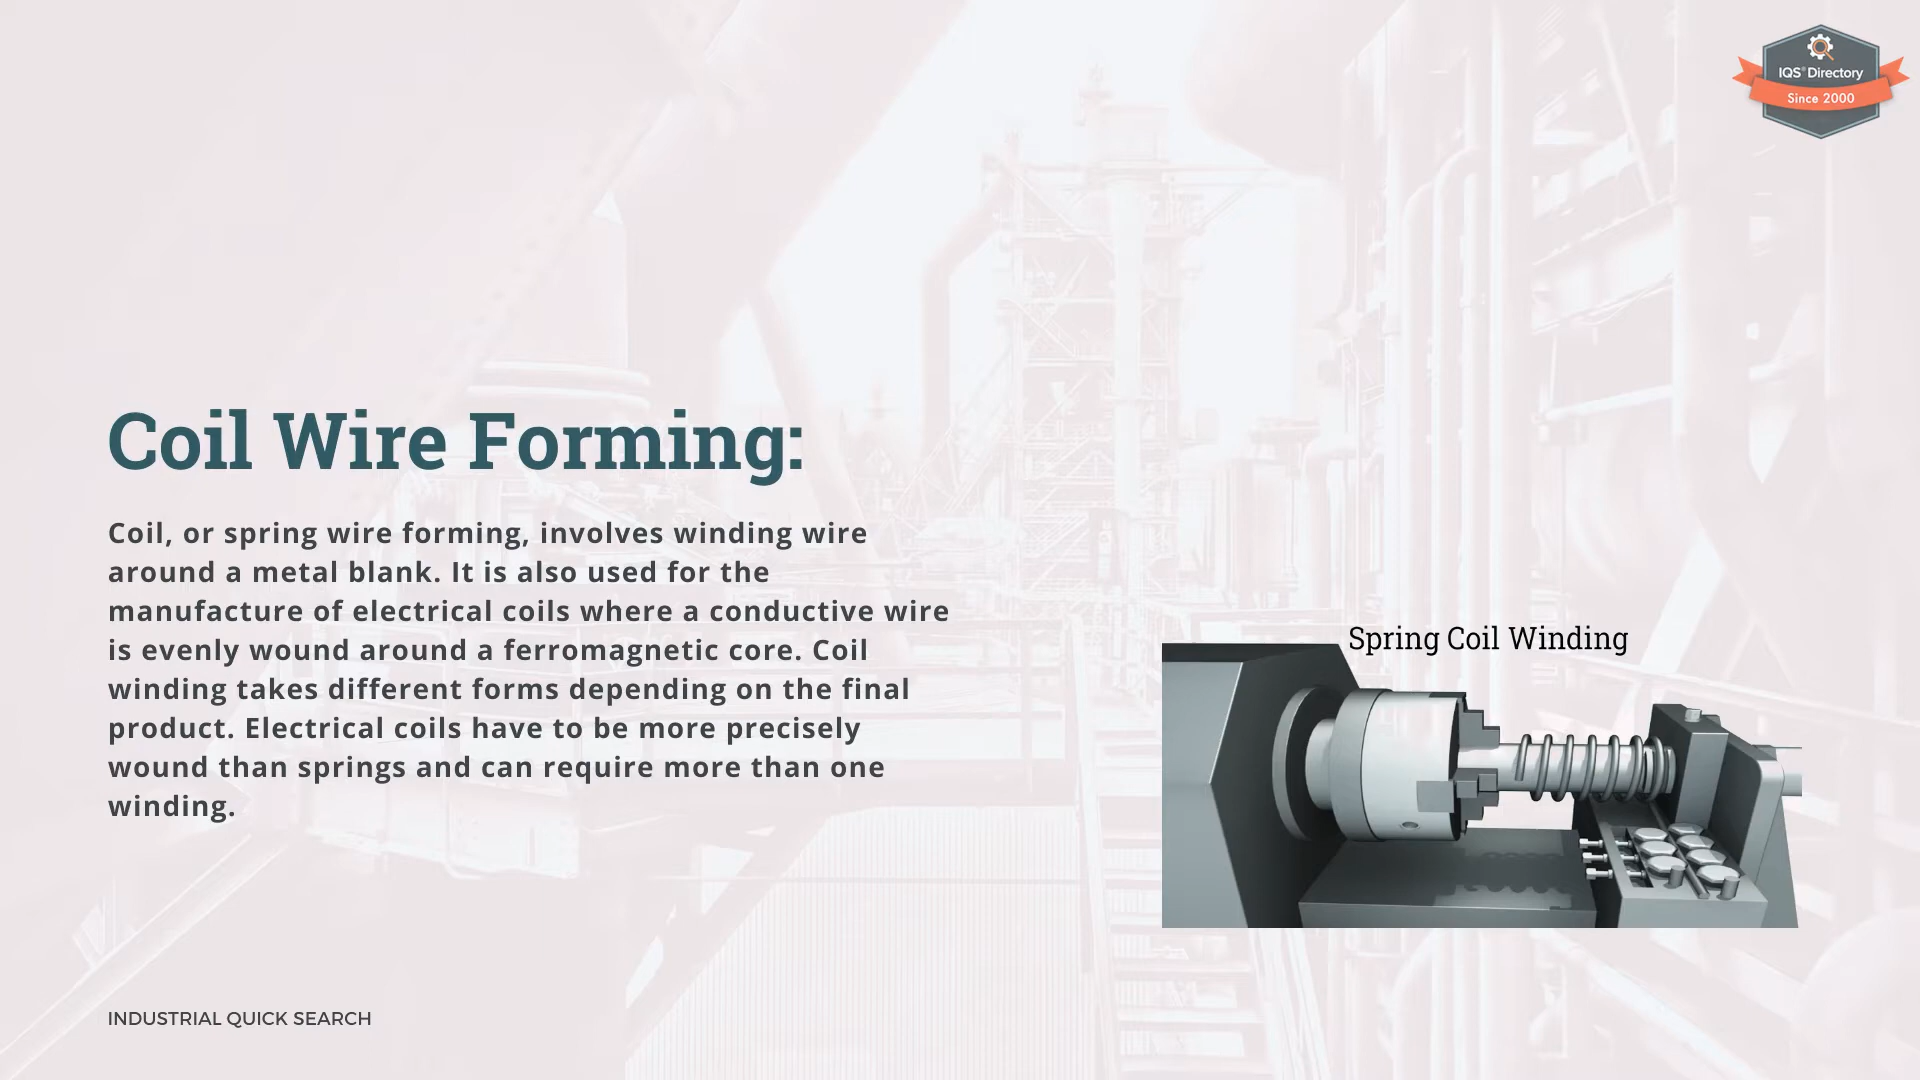 IQS® Directory
Since 2000
Coil Wire Forming:
Coil, or spring wire forming, involves winding wire
around a metal blank. It is also used for the
manufacture of electrical coils where a conductive wire
is evenly wound around a ferromagnetic core. Coil
winding takes different forms depending on the final
product. Electrical coils have to be more precisely
wound than springs and can require more than one
winding.
Spring Coil Winding
INDUSTRIAL QUICK SEARCH